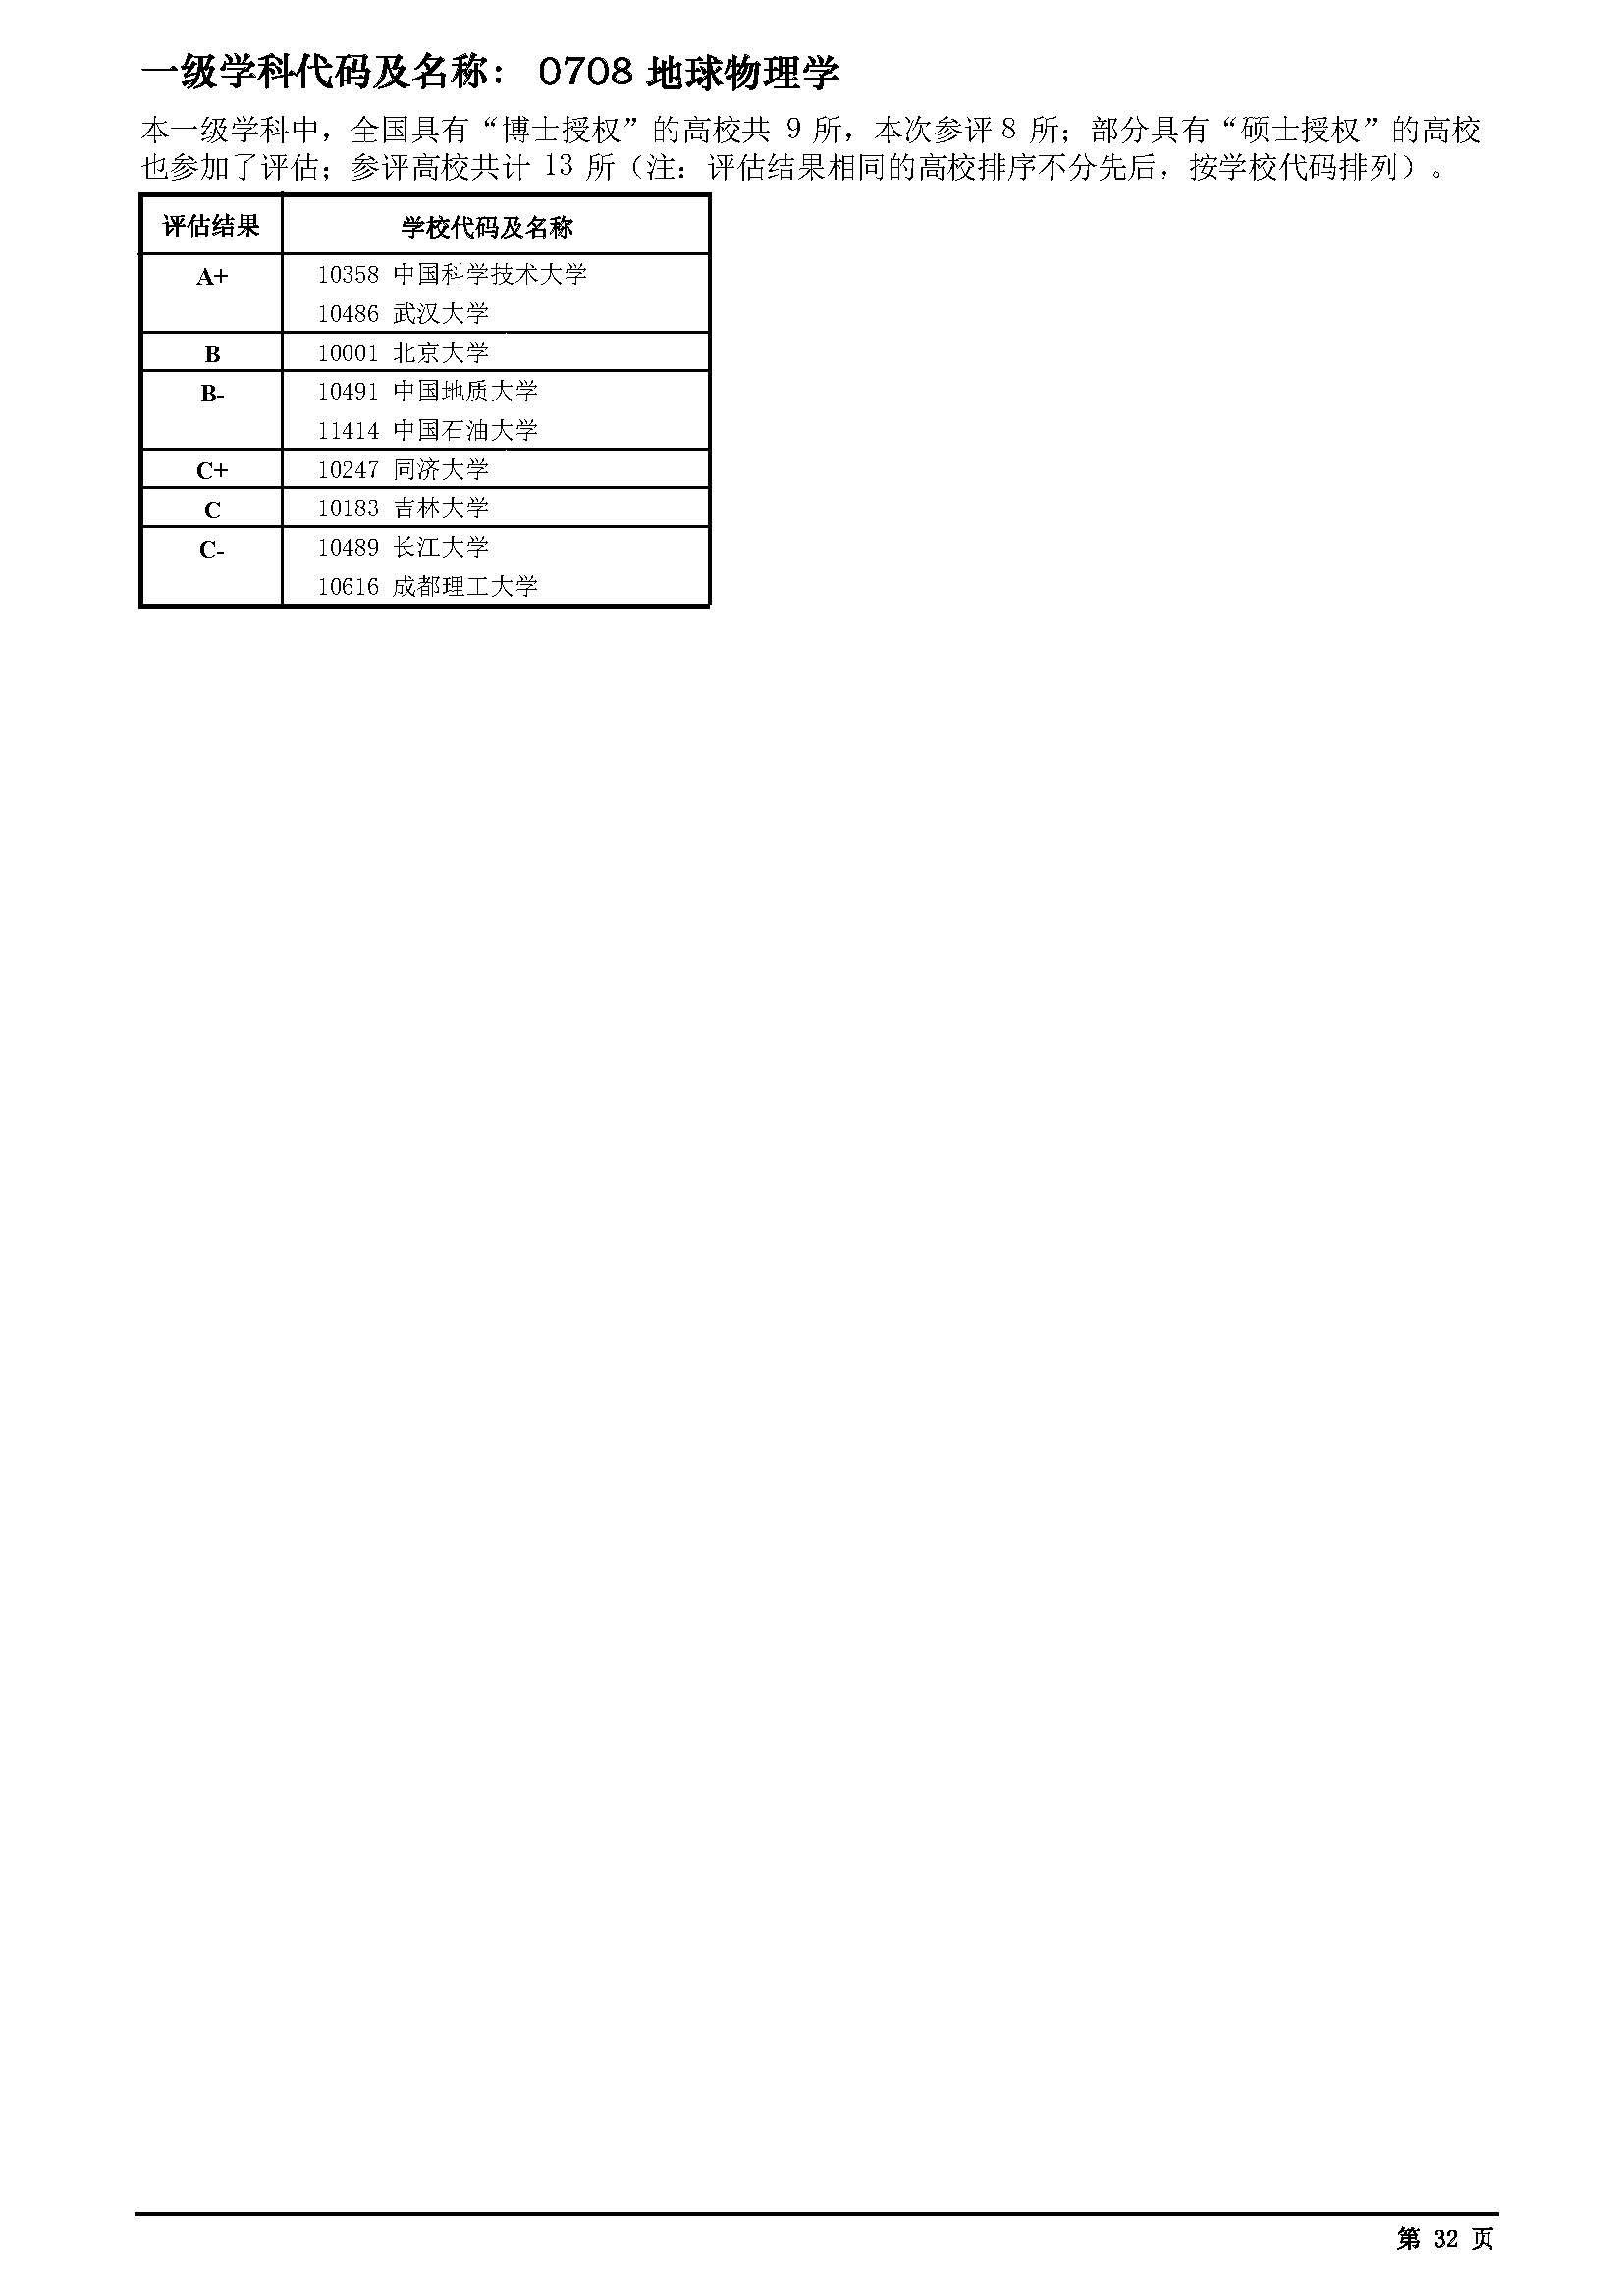 一级学科代码及名称： 0708 地球物理学
本一级学科中，全国具有“博士授权”的高校共 9 所，本次参评 8 所；部分具有“硕士授权”的高校
也参加了评估；参评高校共计 13 所（注：评估结果相同的高校排序不分先后，按学校代码排列）。
评估结果 学校代码及名称
A+ 10358 中国科学技术大学
10486 武汉大学
B 10001 北京大学
B- 10491 中国地质大学
11414 中国石油大学
C+ 10247 同济大学
C 10183 吉林大学
C- 10489 长江大学
10616 成都理工大学
第 32 页